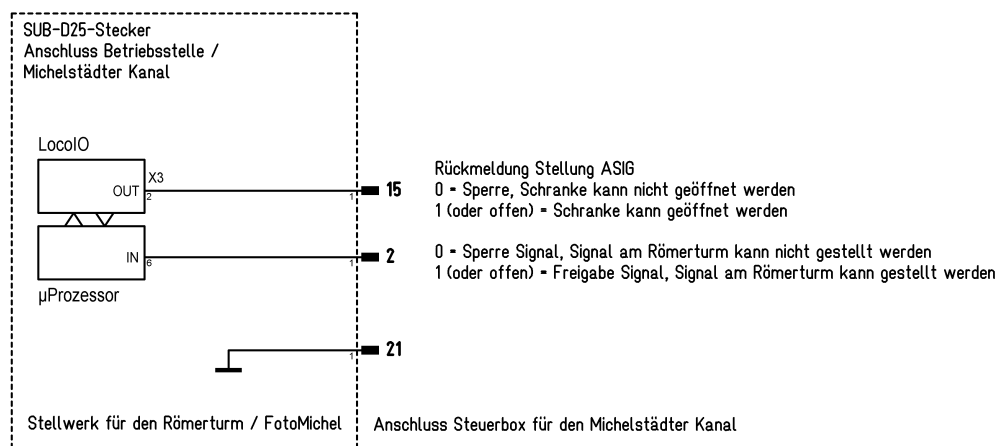 SUB-D25-Stecker
Anschluss Betriebsstelle /
Michelstädter Kanal
LocoIO
X3
OUT
2
1
15
Rückmeldung Stellung ASIG
0 = Sperre, Schranke kann nicht geöffnet werden
1 (oder offen) = Schranke kann geöffnet werden
IN
6
1
2
0 = Sperre Signal, Signal am Römerturm kann nicht gestellt werden
1 (oder offen) = Freigabe Signal, Signal am Römerturm kann gestellt werden
µProzessor
1
21
Stellwerk für den Römerturm / FotoMichel
Anschluss Steuerbox für den Michelstädter Kanal